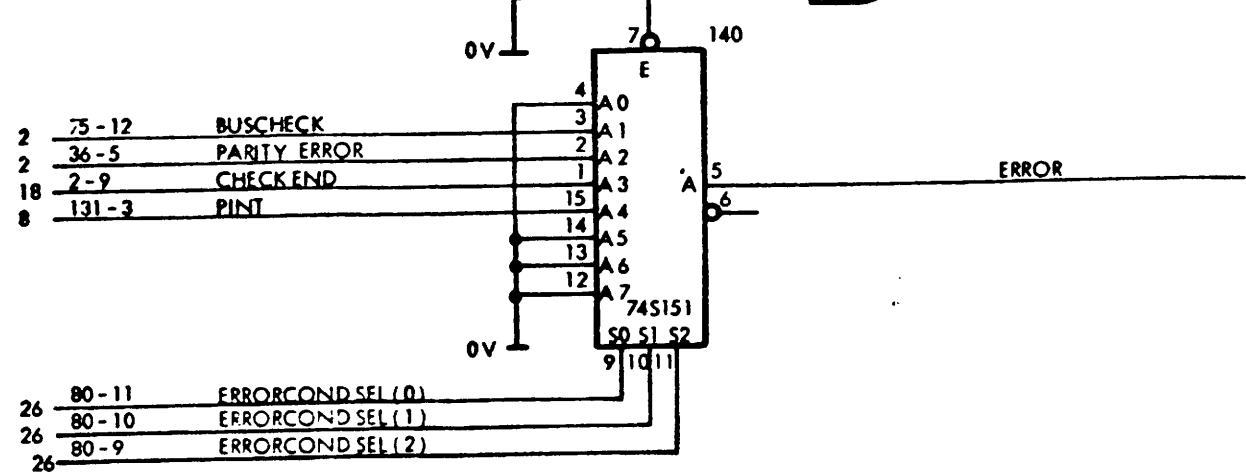 7 140
0V
E
4 A0
2 75-12 BUSCHECK 3 A1
2 36-5 PARITY ERROR 2 A2
18 2-9 CHECK END 1 A3 A 5 ERROR
8 131-3 PINT 15 A4 6
14 A5
13 A6
12 A7
74S151
0V S0 S1 S2
9 10 11
26 80-11 ERRORCOND SEL(0)
26 80-10 ERRORCOND SEL(1)
26 80-9 ERRORCOND SEL(2)